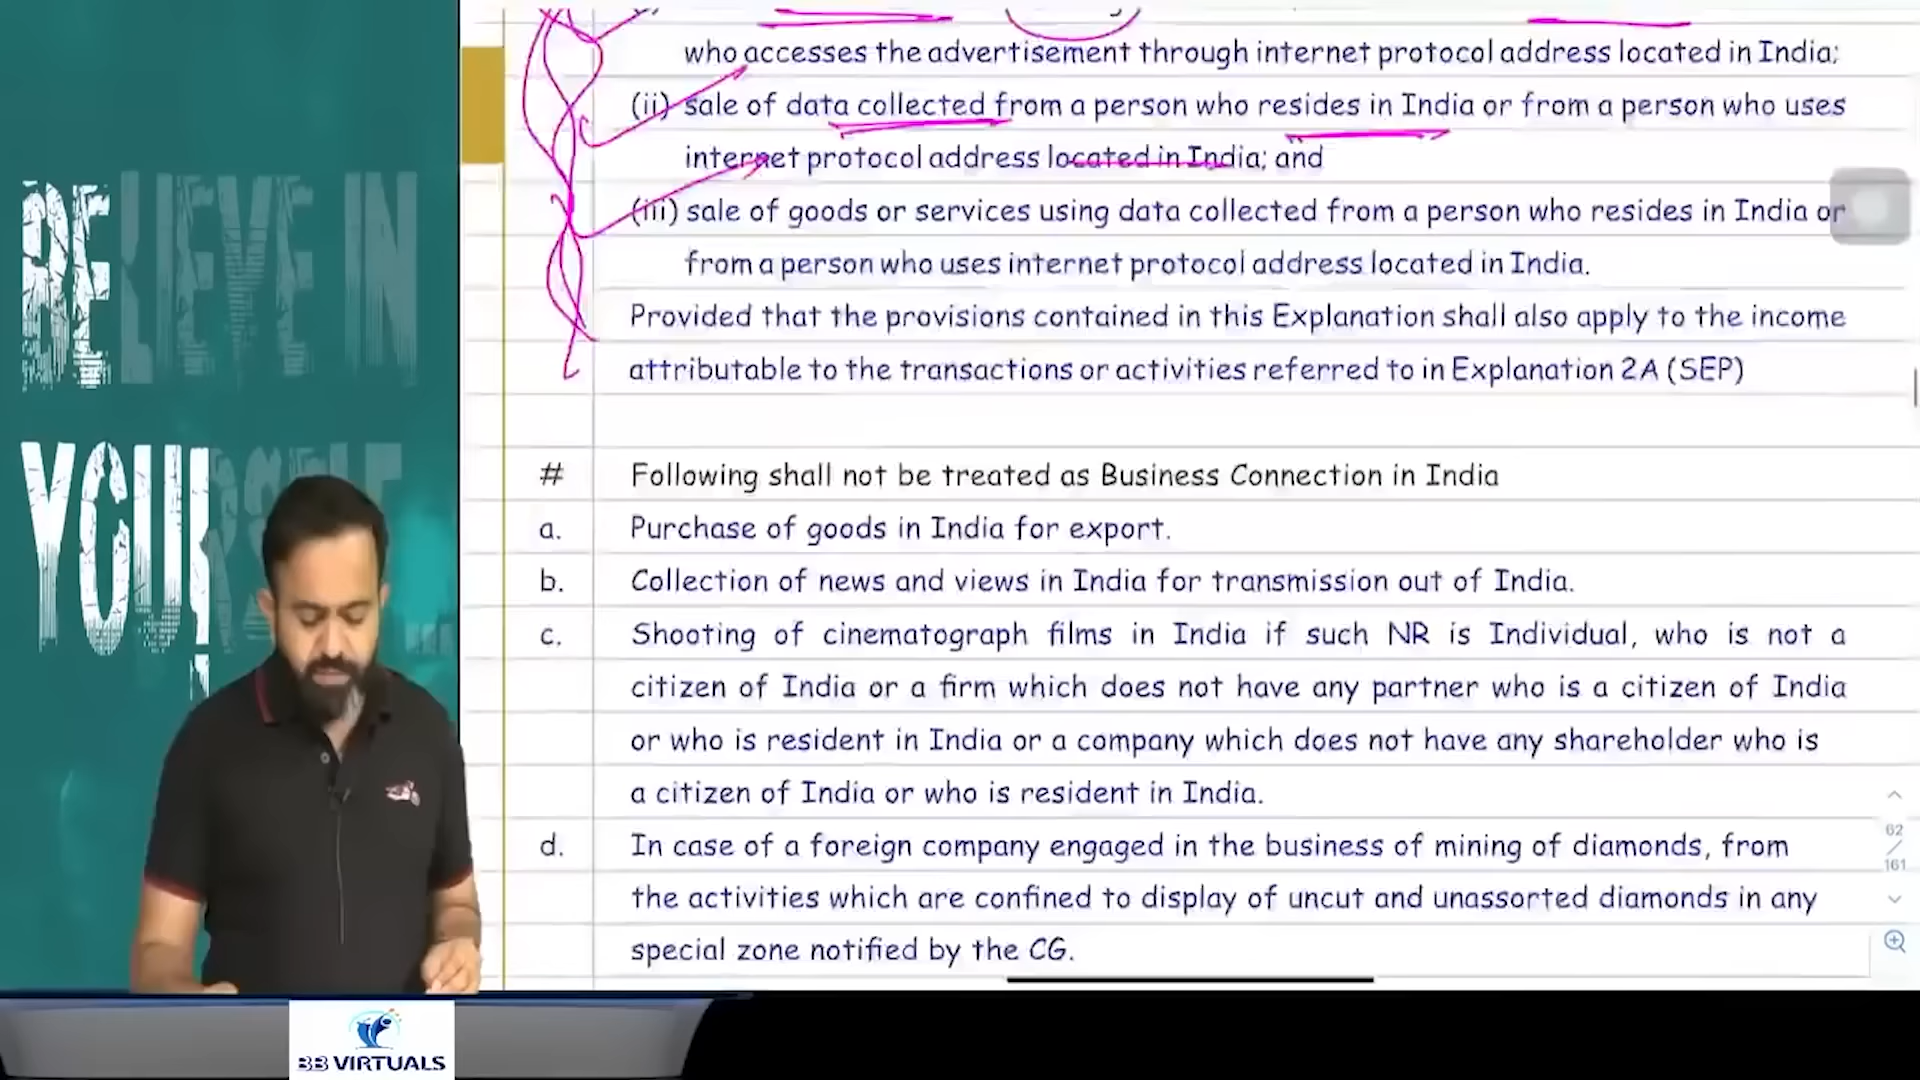 BELIEVE IN
YOURSELF
who accesses the advertisement through internet protocol address located in India;
(ii) sale of data collected from a person who resides in India or from a person who uses
internet protocol address located in India; and
(iii) sale of goods or services using data collected from a person who resides in India or
from a person who uses internet protocol address located in India.
Provided that the provisions contained in this Explanation shall also apply to the income
attributable to the transactions or activities referred to in Explanation 2A (SEP)
# Following shall not be treated as Business Connection in India
a. Purchase of goods in India for export.
b. Collection of news and views in India for transmission out of India.
c. Shooting of cinematograph films in India if such NR is Individual, who is not a
citizen of India or a firm which does not have any partner who is a citizen of India
or who is resident in India or a company which does not have any shareholder who is
a citizen of India or who is resident in India.
d. In case of a foreign company engaged in the business of mining of diamonds, from
the activities which are confined to display of uncut and unassorted diamonds in any
special zone notified by the CG.
62
/
161
BB VIRTUALS